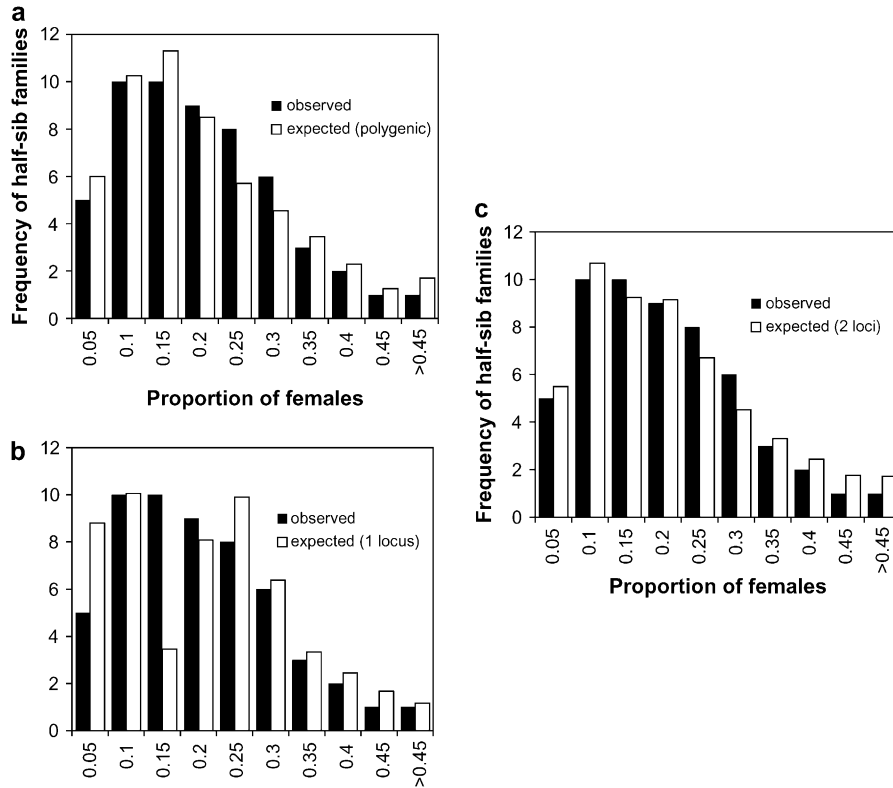 a
Frequency of half-sib families
12
10
8
6
4
2
0
observed
expected (polygenic)
0.05 0.1 0.15 0.2 0.25 0.3 0.35 0.4 0.45 >0.45
Proportion of females
b
12
10
8
6
4
2
0
observed
expected (1 locus)
0.05 0.1 0.15 0.2 0.25 0.3 0.35 0.4 0.45 >0.45
c
Frequency of half-sib families
12
10
8
6
4
2
0
observed
expected (2 loci)
0.05 0.1 0.15 0.2 0.25 0.3 0.35 0.4 0.45 >0.45
Proportion of females